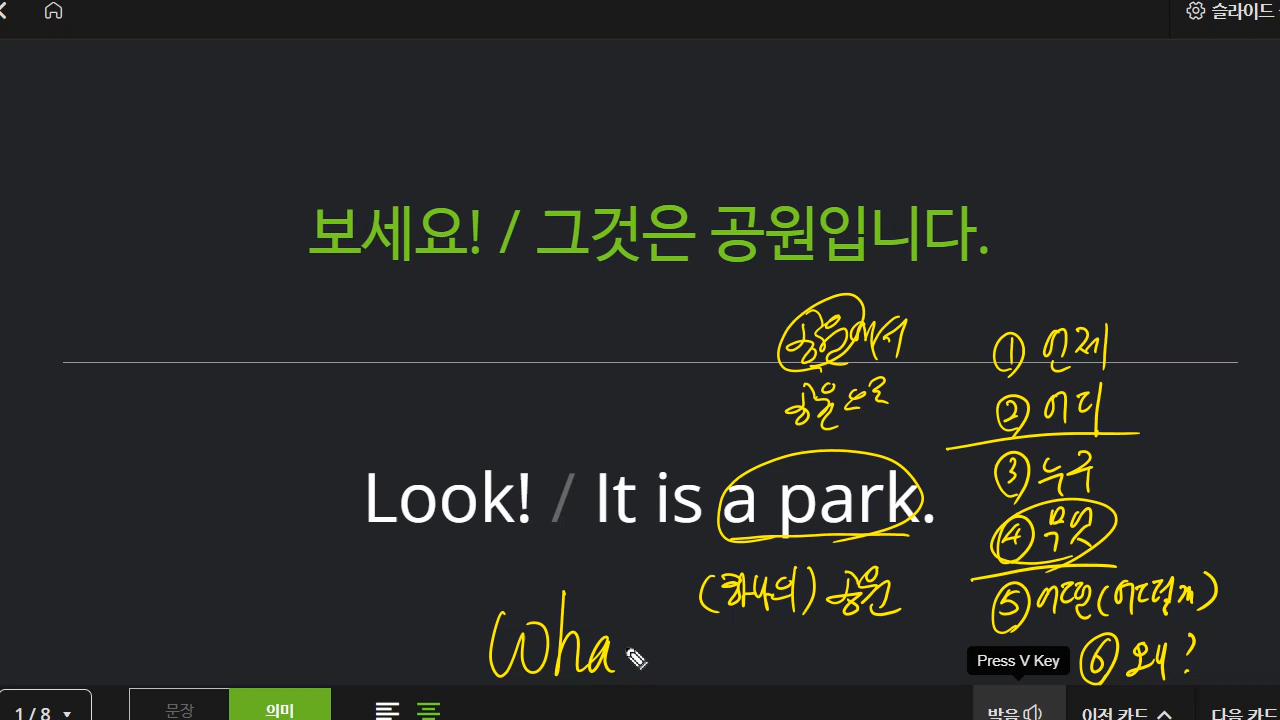 슬라이드
보세요! / 그것은 공원입니다.
공원에서
공원으로
① 언제
② 어디
③ 누구
④ 무엇
⑤ 어떤(어떠한지)
⑥ 왜?
Look! / It is a park.
(하나의) 공원
Wha
Press V Key
1 / 8
문장
의미
발음
이전 카드
다음 카드